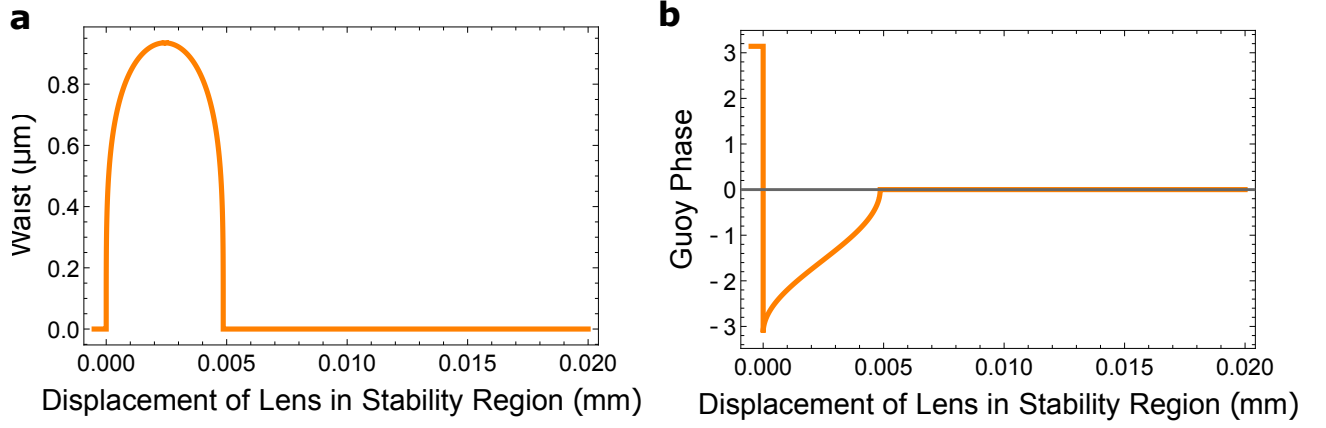 a
Waist (μm)
0.8
0.6
0.4
0.2
0.0
0.000 0.005 0.010 0.015 0.020
Displacement of Lens in Stability Region (mm)
b
Guoy Phase
3
2
1
0
-1
-2
-3
0.000 0.005 0.010 0.015 0.020
Displacement of Lens in Stability Region (mm)